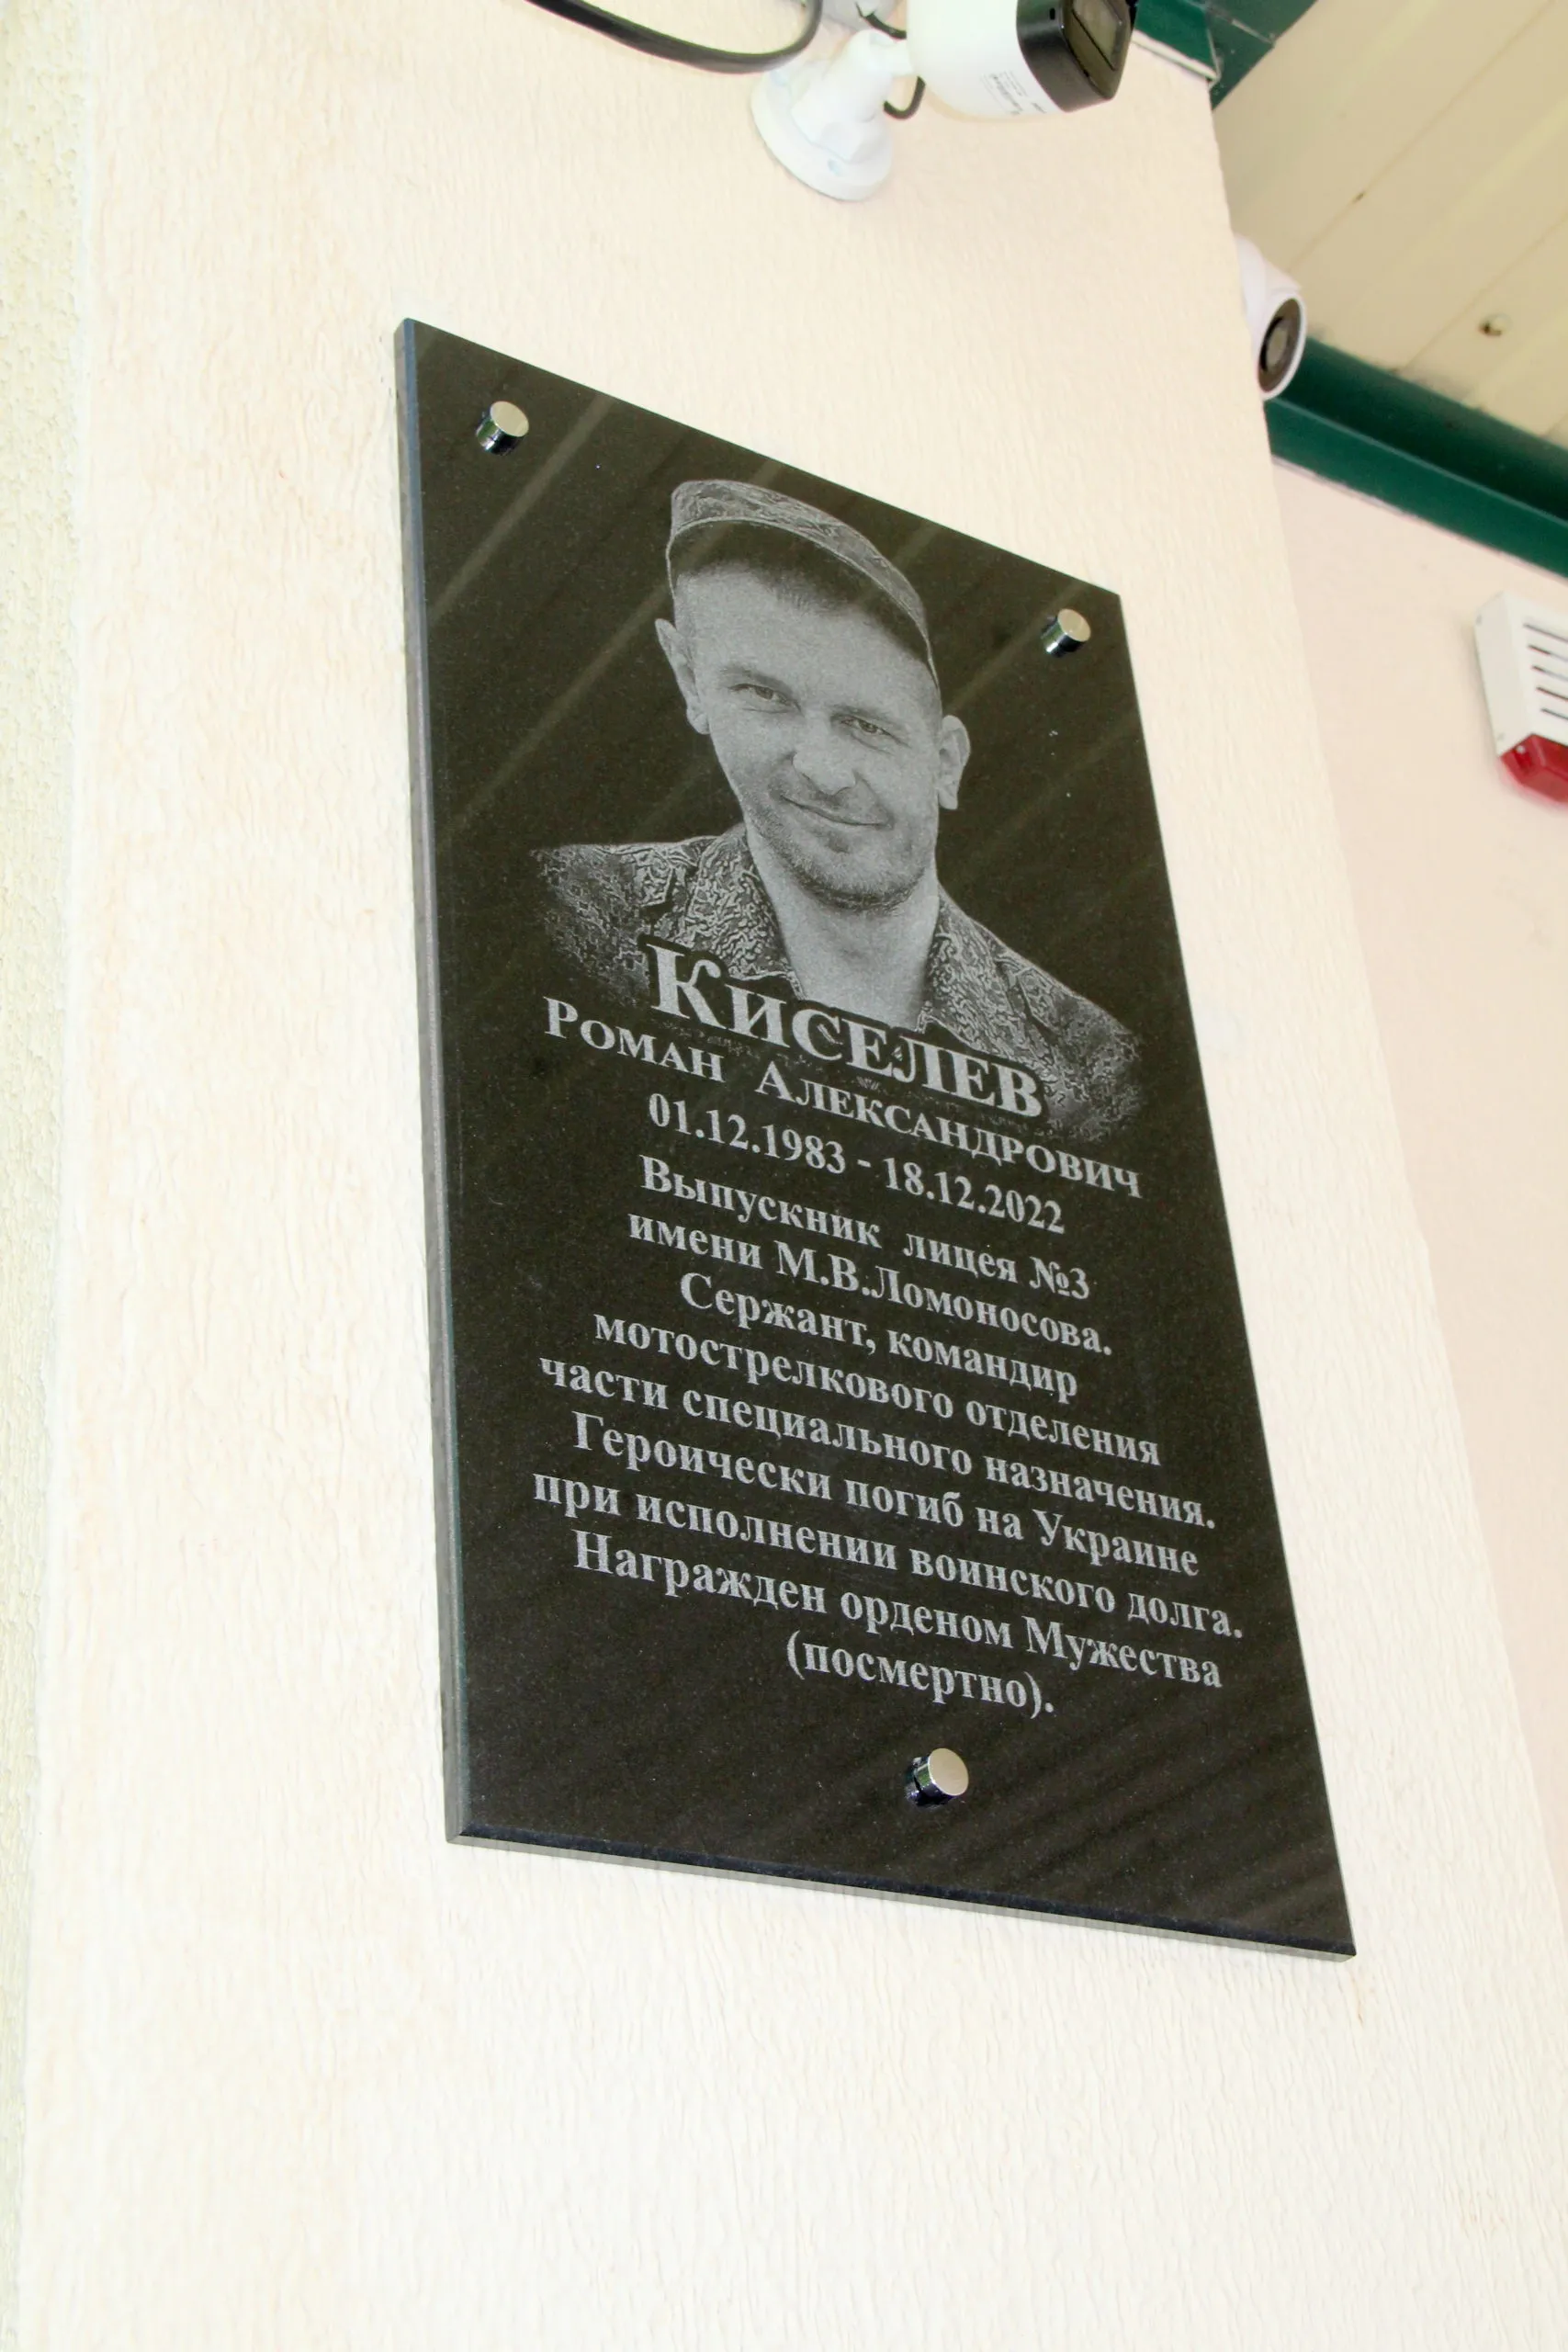 Киселев
Роман Александрович
01.12.1983 - 18.12.2022
Выпускник лицея №3
имени М.В.Ломоносова.
Сержант, командир
мотострелкового отделения
части специального назначения.
Героически погиб на Украине
при исполнении воинского долга.
Награжден орденом Мужества
(посмертно).